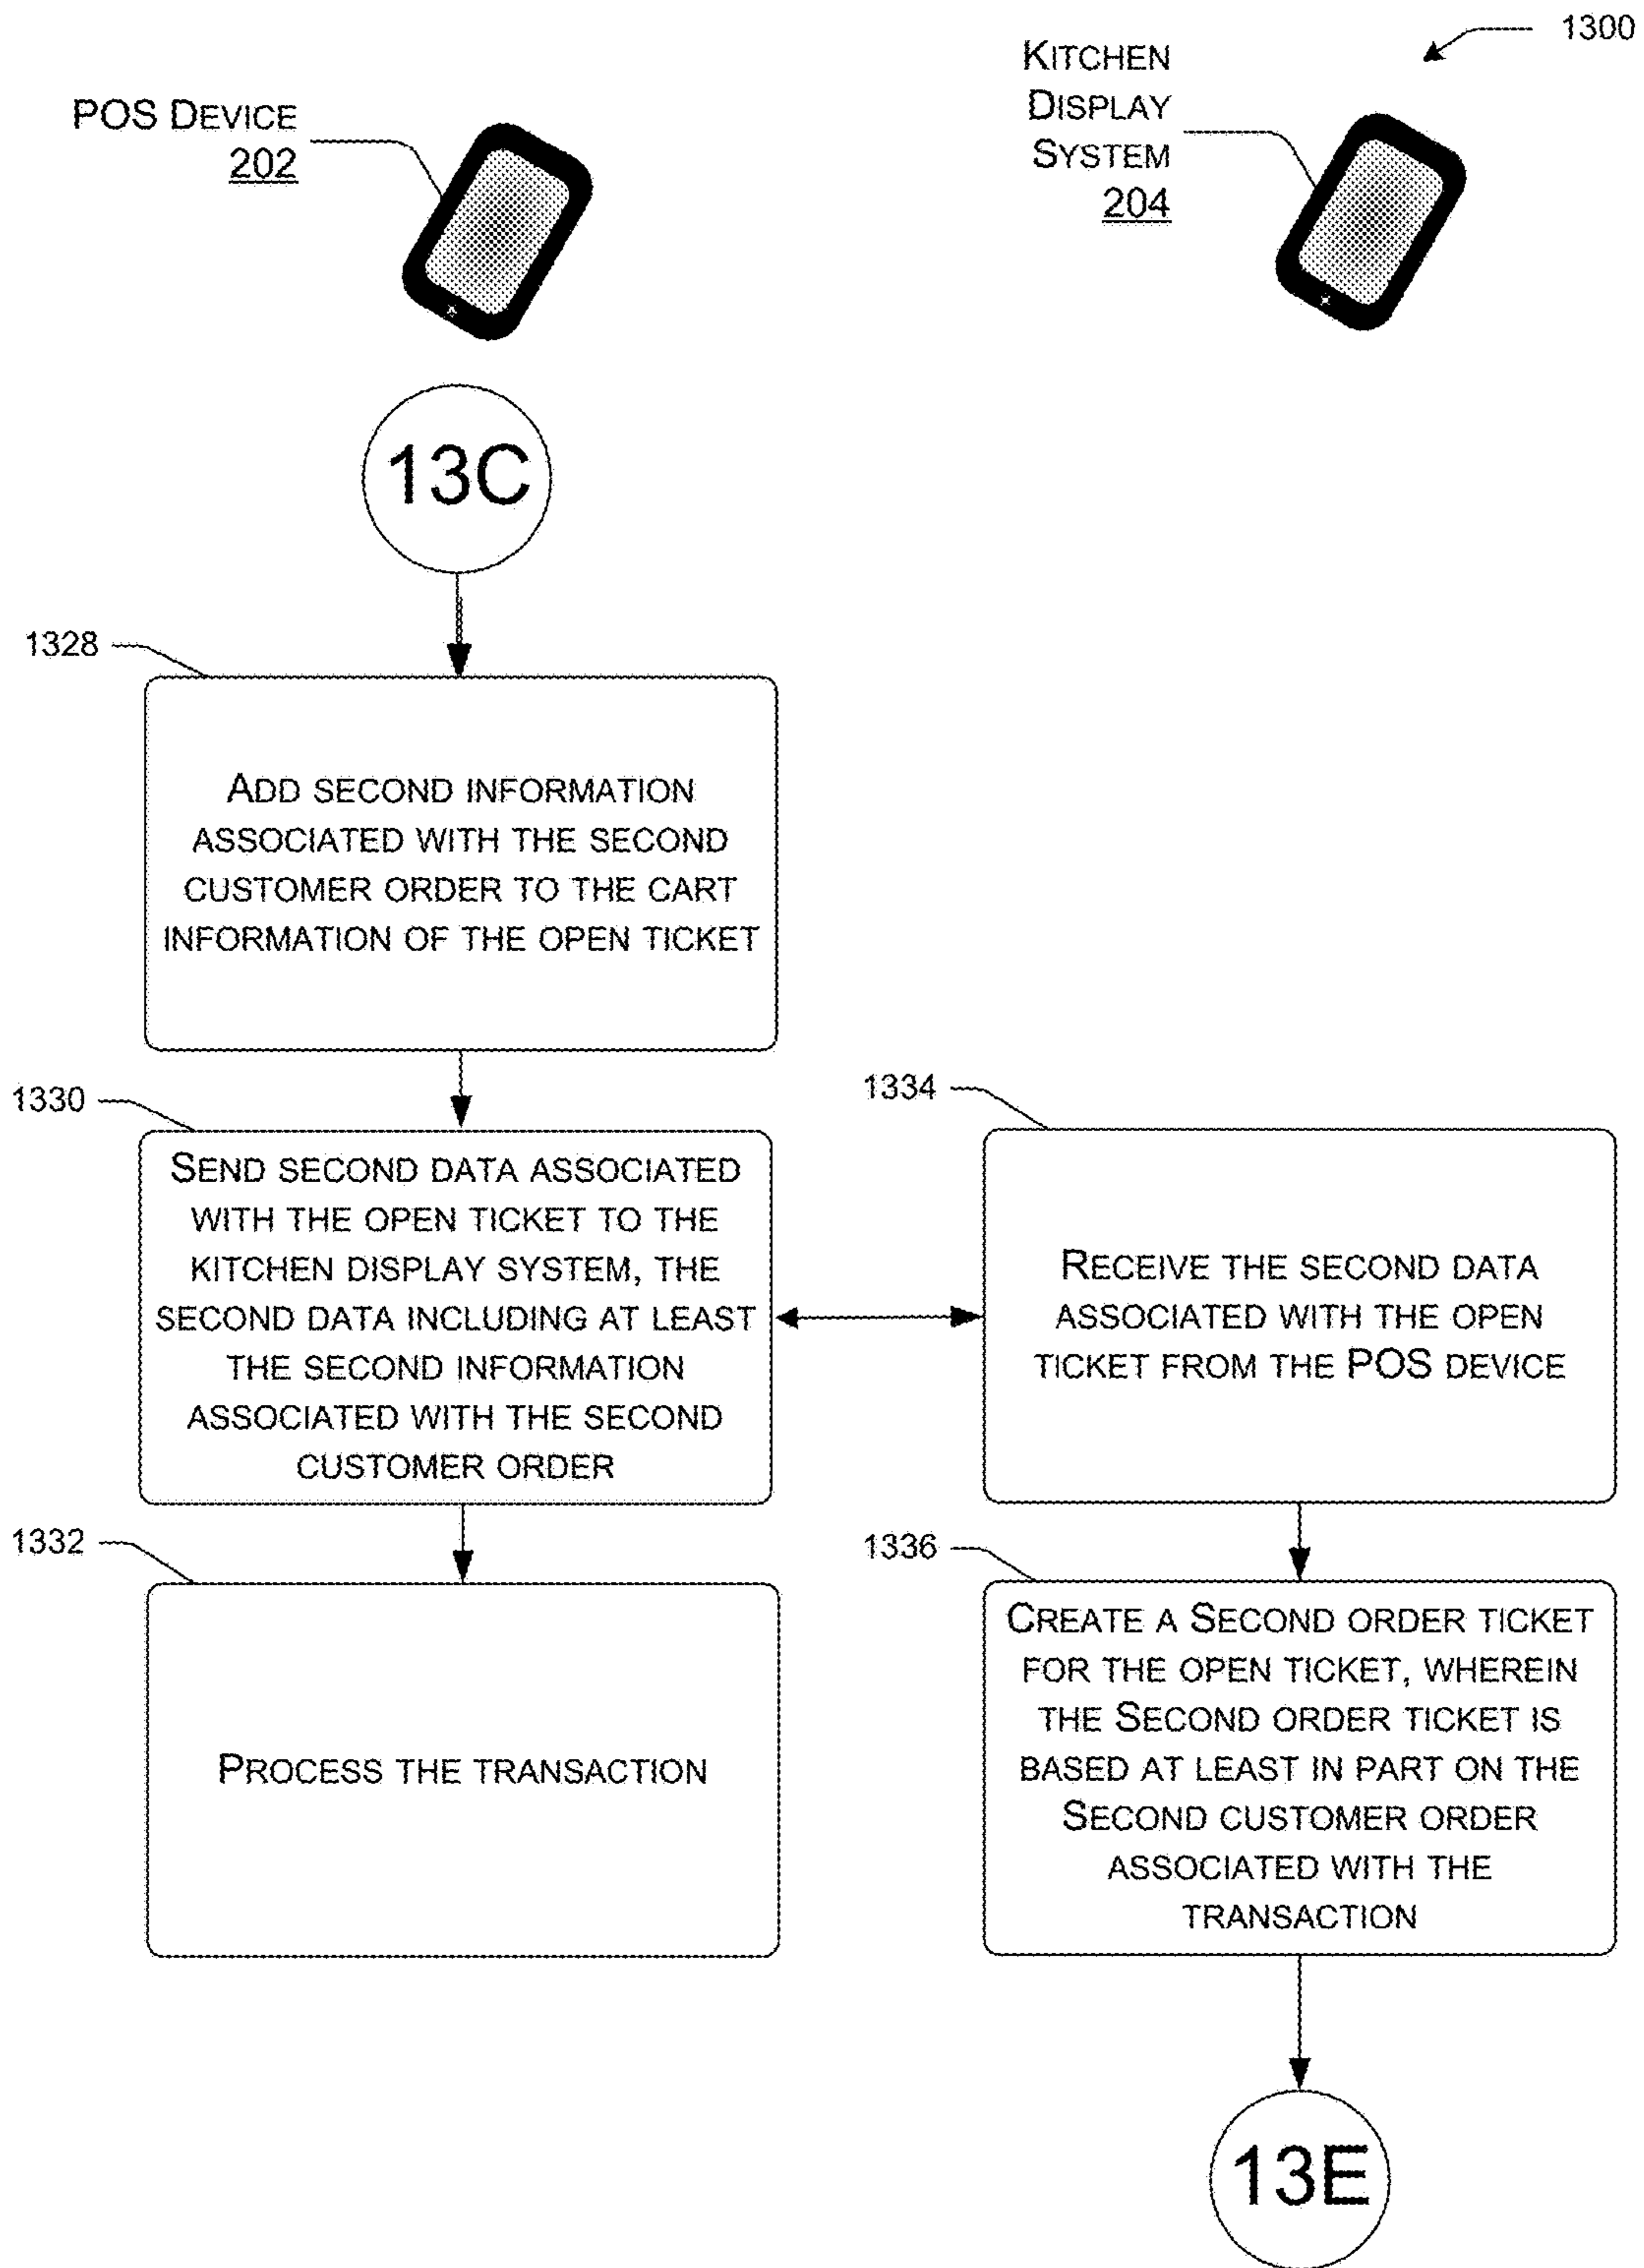 1300
POS DEVICE
202
KITCHEN
DISPLAY
SYSTEM
204
13C
1328
ADD SECOND INFORMATION
ASSOCIATED WITH THE SECOND
CUSTOMER ORDER TO THE CART
INFORMATION OF THE OPEN TICKET
1330
SEND SECOND DATA ASSOCIATED
WITH THE OPEN TICKET TO THE
KITCHEN DISPLAY SYSTEM, THE
SECOND DATA INCLUDING AT LEAST
THE SECOND INFORMATION
ASSOCIATED WITH THE SECOND
CUSTOMER ORDER
1334
RECEIVE THE SECOND DATA
ASSOCIATED WITH THE OPEN
TICKET FROM THE POS DEVICE
1332
PROCESS THE TRANSACTION
1336
CREATE A SECOND ORDER TICKET
FOR THE OPEN TICKET, WHEREIN
THE SECOND ORDER TICKET IS
BASED AT LEAST IN PART ON THE
SECOND CUSTOMER ORDER
ASSOCIATED WITH THE
TRANSACTION
13E